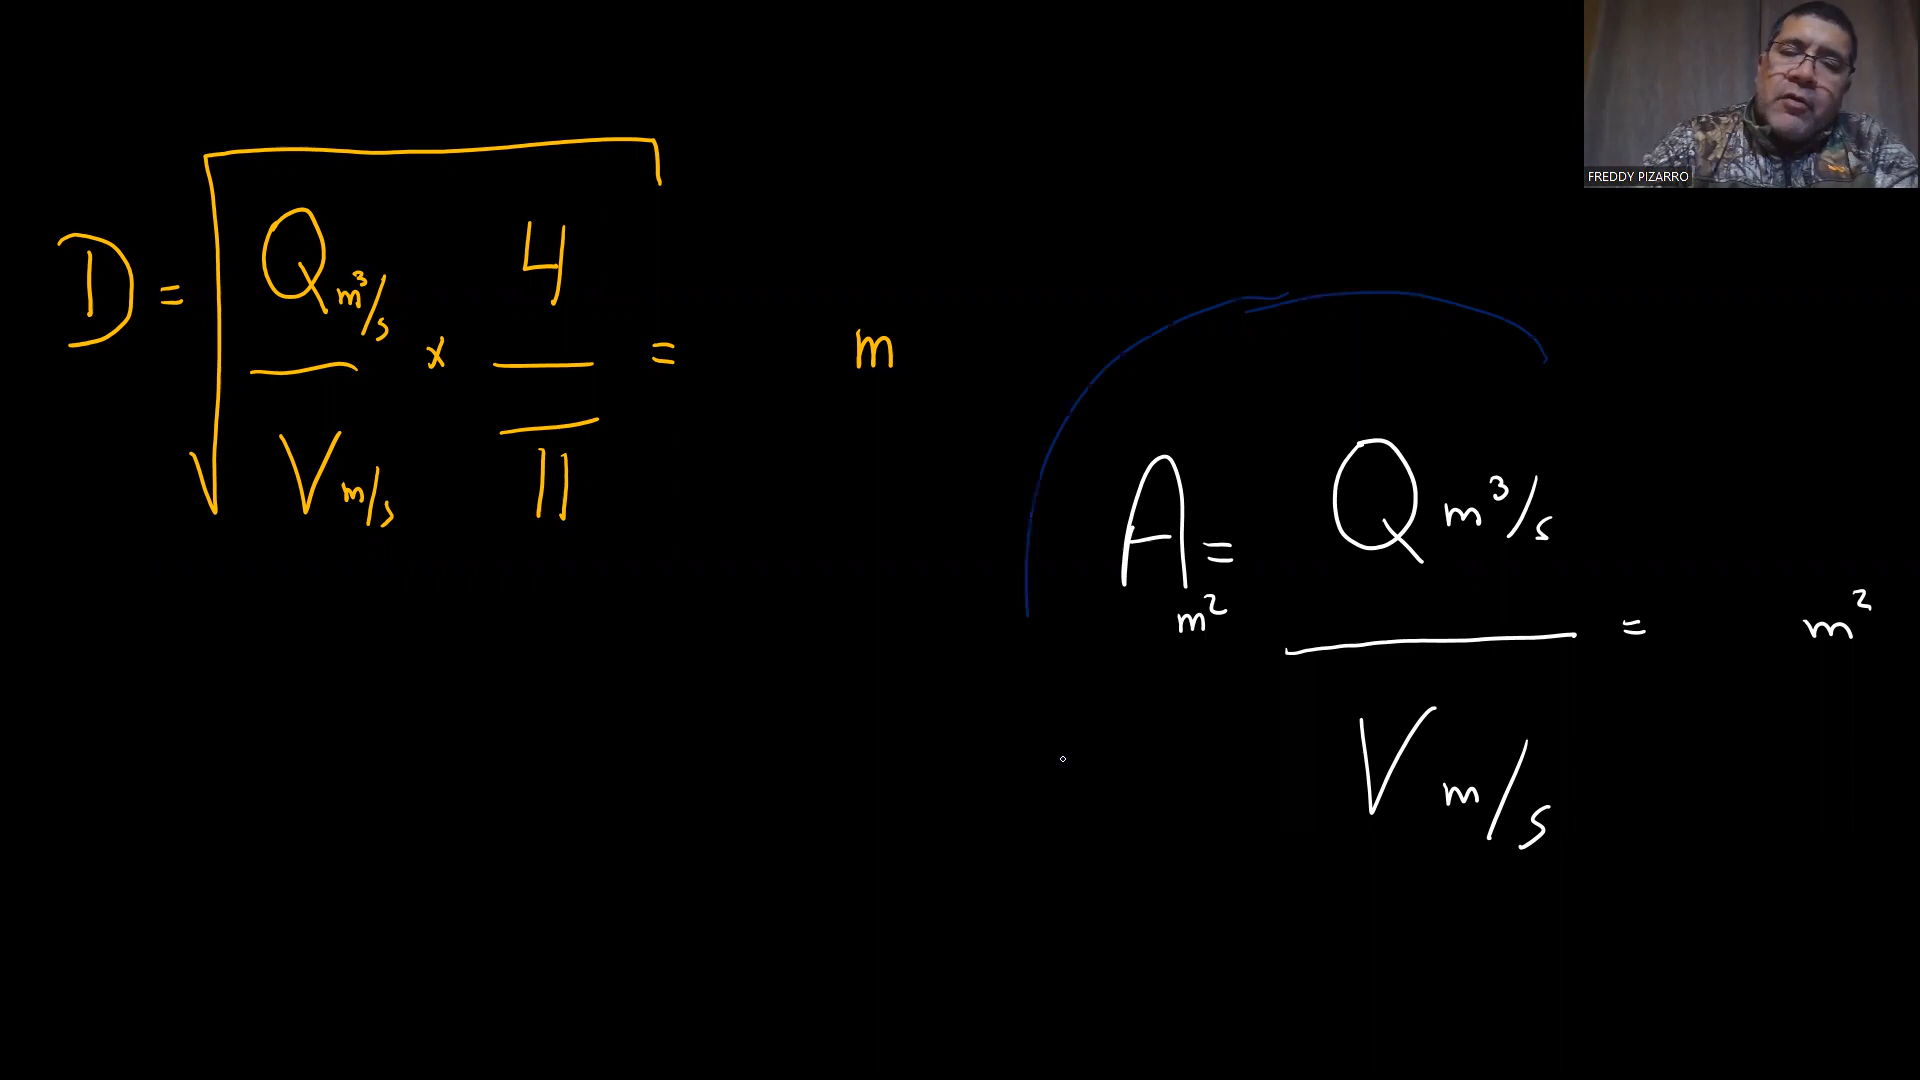 FREDDY PIZARRO
D = √ Q m³/s / V m/s x 4 / π = m
A m² = Q m³/s / V m/s = m²